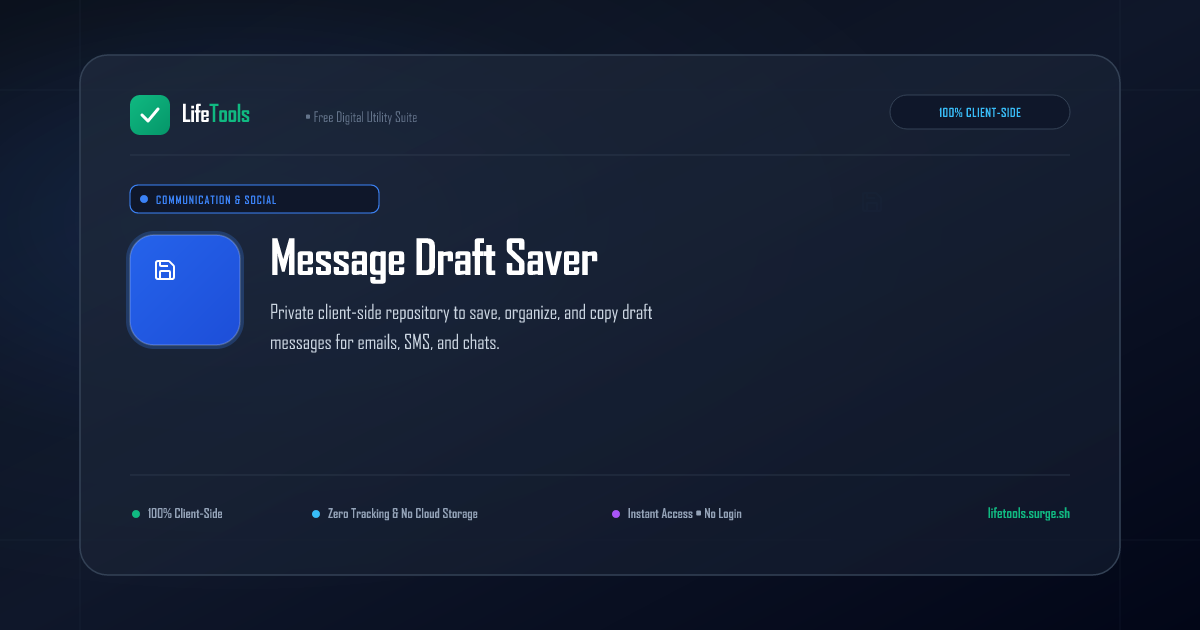 LifeTools
▪ Free Digital Utility Suite
100% CLIENT-SIDE
COMMUNICATION & SOCIAL
Message Draft Saver
Private client-side repository to save, organize, and copy draft
messages for emails, SMS, and chats.
100% Client-Side
Zero Tracking & No Cloud Storage
Instant Access ▪ No Login
lifetools.surge.sh